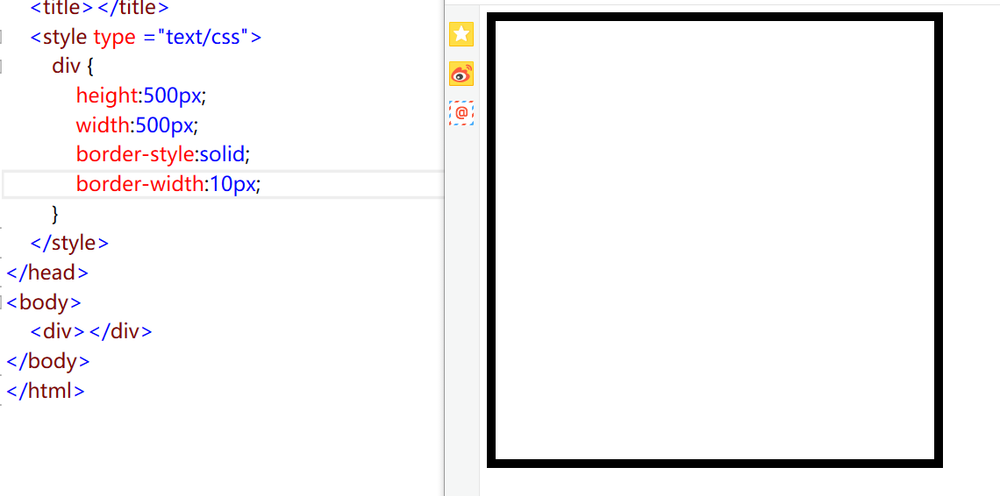 <title></title>
<style type ="text/css">
div {
height:500px;
width:500px;
border-style:solid;
border-width:10px;
}
</style>
</head>
<body>
<div></div>
</body>
</html>
@